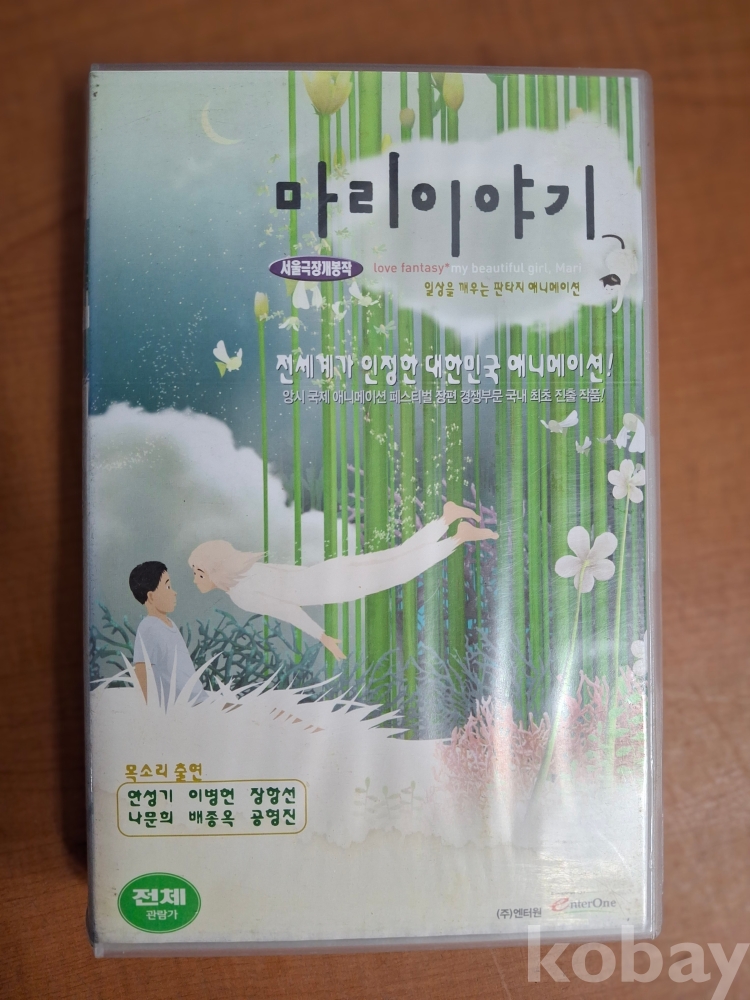 마리이야기
서울극장개봉작
love fantasy* my beautiful girl, Mari
일상을 깨우는 판타지 애니메이션
전세계가 인정한 대한민국 애니메이션!
앙시 국제 애니메이션 페스티벌 장편 경쟁부문 국내 최초 진출 작품!
목소리 출연
안성기 이병헌 장항선
나문희 배종옥 공형진
전체
관람가
(주)엔터원 enterOne
kobay